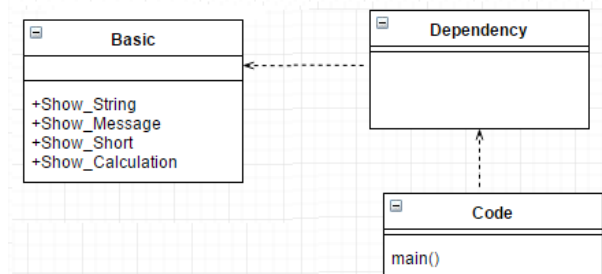 Basic
+Show_String
+Show_Message
+Show_Short
+Show_Calculation
Dependency
Code
main()